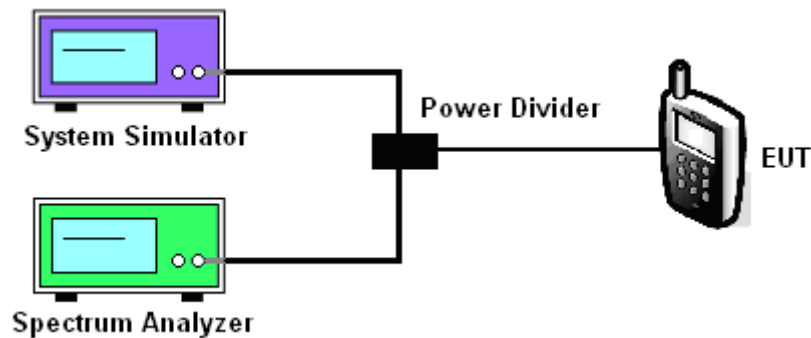 System Simulator
Power Divider
EUT
Spectrum Analyzer